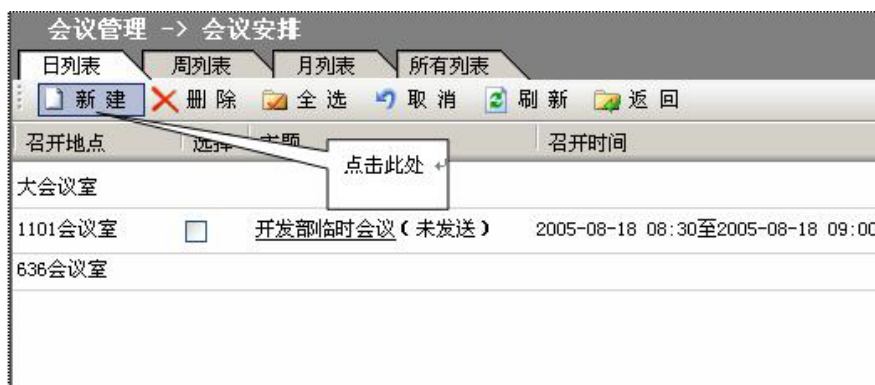 会议管理 -> 会议安排
日列表 周列表 月列表 所有列表
新 建 删 除 全 选 取 消 刷 新 返 回
召开地点 选择 主题 召开时间
点击此处
大会议室
1101会议室 开发部临时会议(未发送) 2005-08-18 08:30至2005-08-18 09:00
636会议室